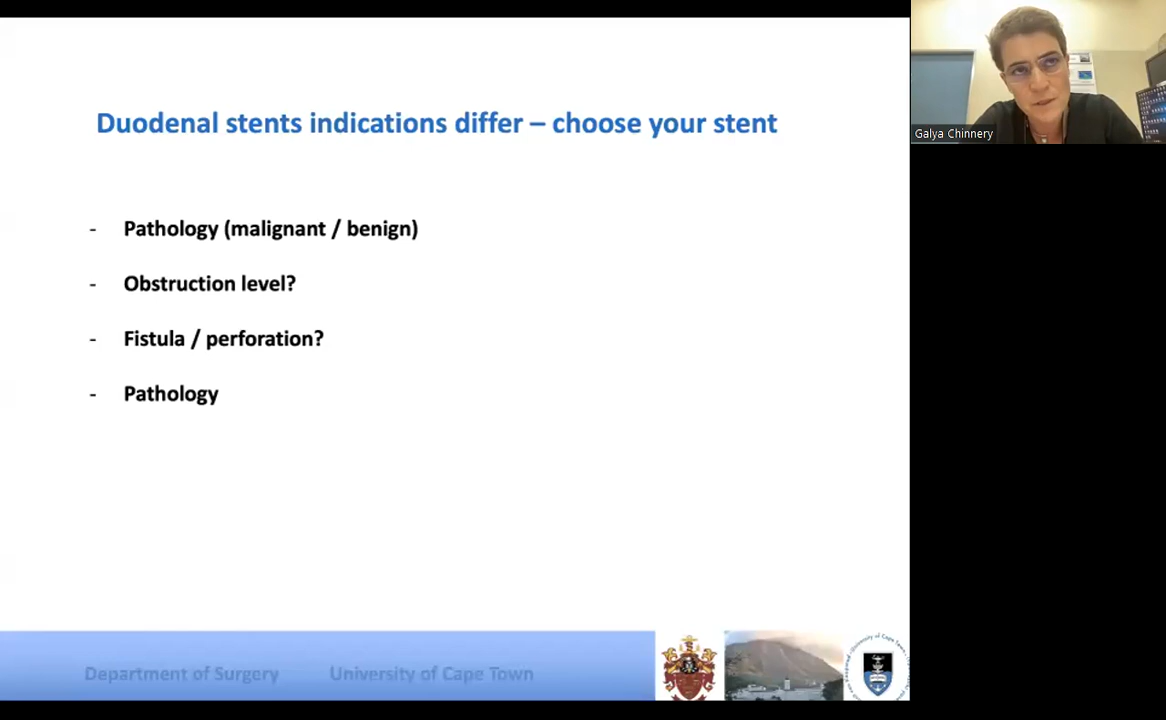 Duodenal stents indications differ – choose your stent
- Pathology (malignant / benign)
- Obstruction level?
- Fistula / perforation?
- Pathology
Department of Surgery University of Cape Town
Galya Chinnery